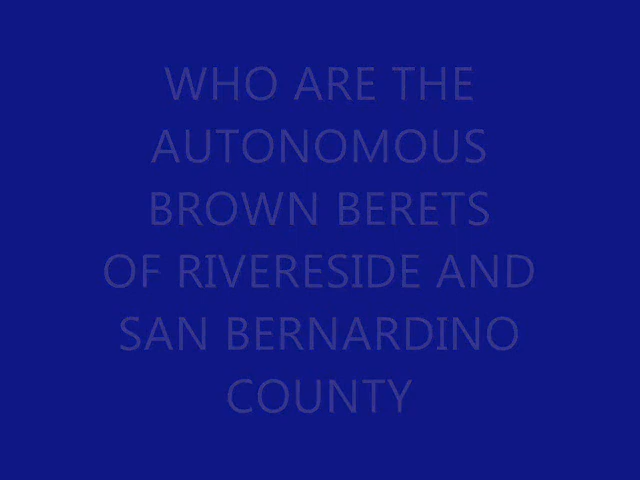 WHO ARE THE
AUTONOMOUS
BROWN BERETS
OF RIVERESIDE AND
SAN BERNARDINO
COUNTY